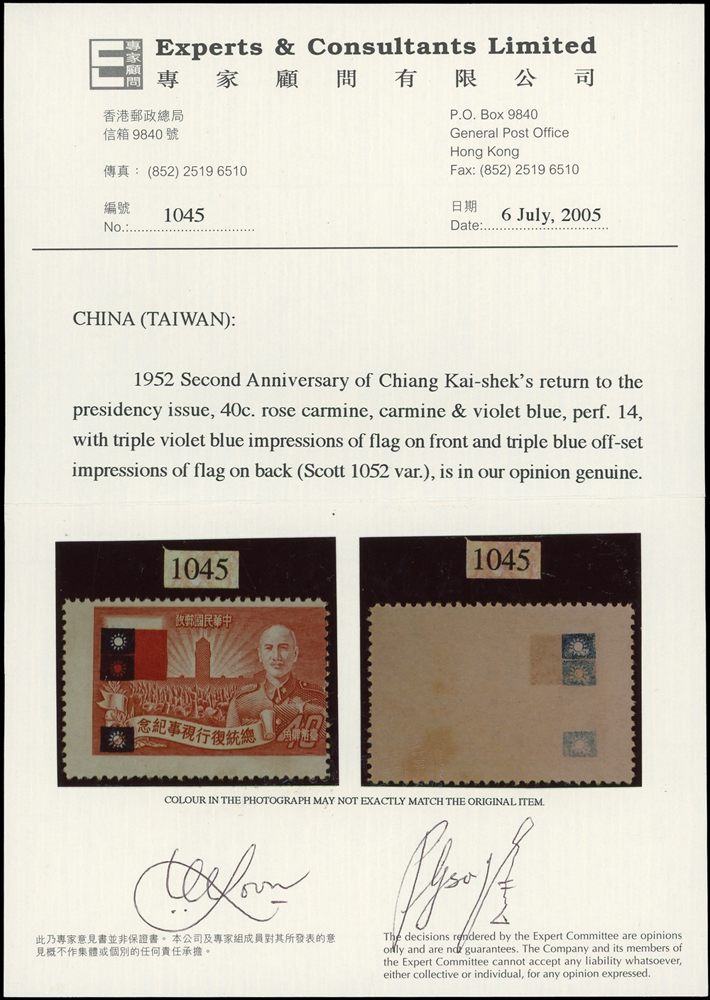 專家
顧問
Experts & Consultants Limited
專家顧問有限公司
香港郵政總局
信箱 9840 號
傳真： (852) 2519 6510
P.O. Box 9840
General Post Office
Hong Kong
Fax: (852) 2519 6510
編號
No.: 1045
日期
Date: 6 July, 2005
CHINA (TAIWAN):
1952 Second Anniversary of Chiang Kai-shek's return to the
presidency issue, 40c. rose carmine, carmine & violet blue, perf. 14,
with triple violet blue impressions of flag on front and triple blue off-set
impressions of flag on back (Scott 1052 var.), is in our opinion genuine.
1045
1045
政郵國民華中
念紀事視行復統總
40
COLOUR IN THE PHOTOGRAPH MAY NOT EXACTLY MATCH THE ORIGINAL ITEM.
此乃專家意見書並非保證書。本公司及專家組成員對其所發表的意
見概不作集體或個別的任何責任承擔。
The decisions rendered by the Expert Committee are opinions
only and are not guarantees. The Company and its members of
the Expert Committee cannot accept any liability whatsoever,
either collective or individual, for any opinion expressed.